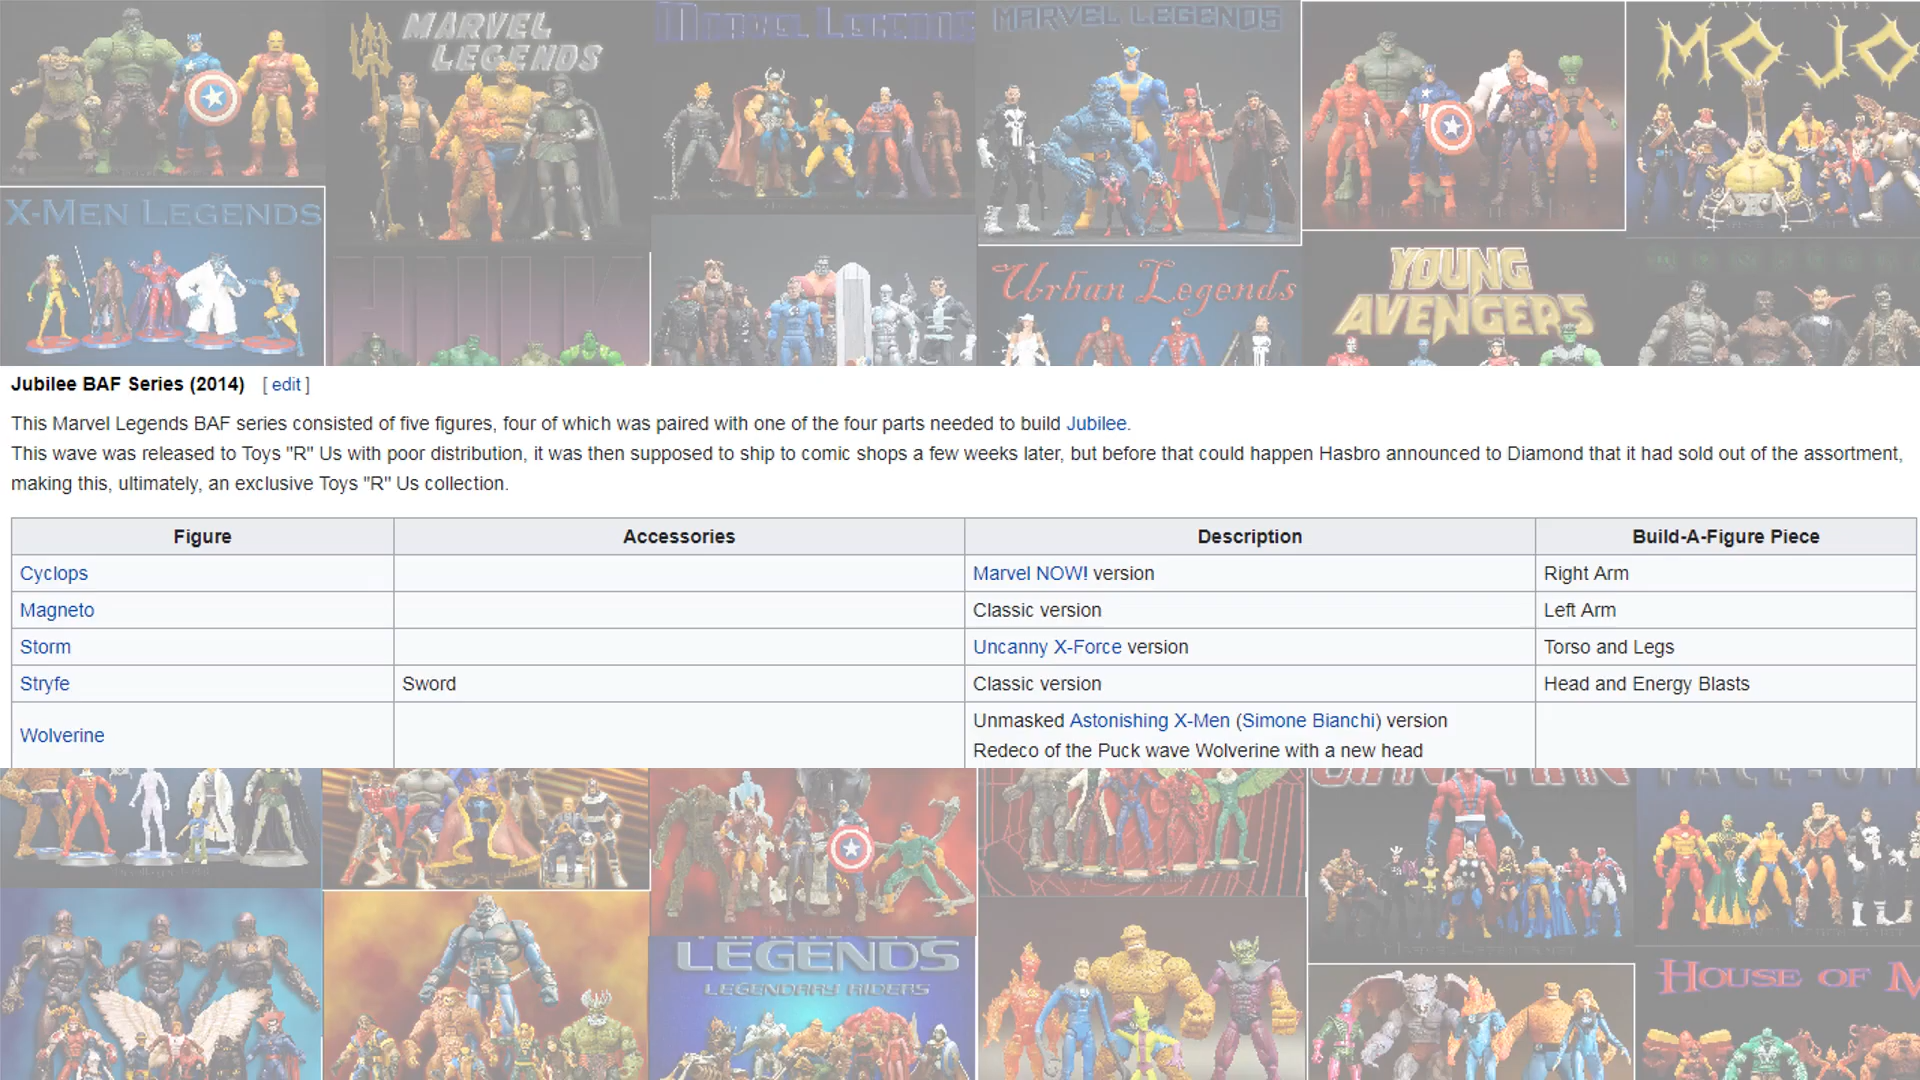 MARVEL
LEGENDS
MARVEL LEGENDS
MARVEL LEGENDS
MOJO
X-MEN LEGENDS
HULK
Urban Legends
YOUNG
AVENGERS
Jubilee BAF Series (2014) [ edit ]
This Marvel Legends BAF series consisted of five figures, four of which was paired with one of the four parts needed to build Jubilee.
This wave was released to Toys "R" Us with poor distribution, it was then supposed to ship to comic shops a few weeks later, but before that could happen Hasbro announced to Diamond that it had sold out of the assortment,
making this, ultimately, an exclusive Toys "R" Us collection.
Figure Accessories Description Build-A-Figure Piece
Cyclops Marvel NOW! version Right Arm
Magneto Classic version Left Arm
Storm Uncanny X-Force version Torso and Legs
Stryfe Sword Classic version Head and Energy Blasts
Wolverine Unmasked Astonishing X-Men (Simone Bianchi) version
Redeco of the Puck wave Wolverine with a new head
LEGENDS
LEGENDARY RIDERS
HOUSE OF M